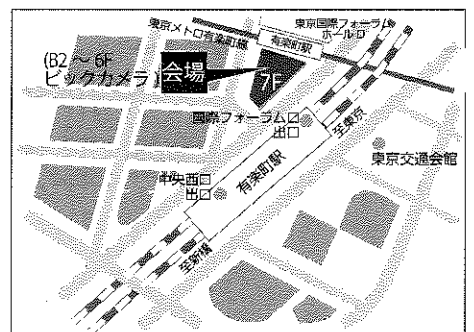 東京メトロ有楽町線
有楽町駅
東京国際フォーラム
ホールD
(B2～6F
ビックカメラ)
会場
7F
国際フォーラム口
出口
至東京
東京交通会館
有楽町駅
中央西口
出口
至新橋